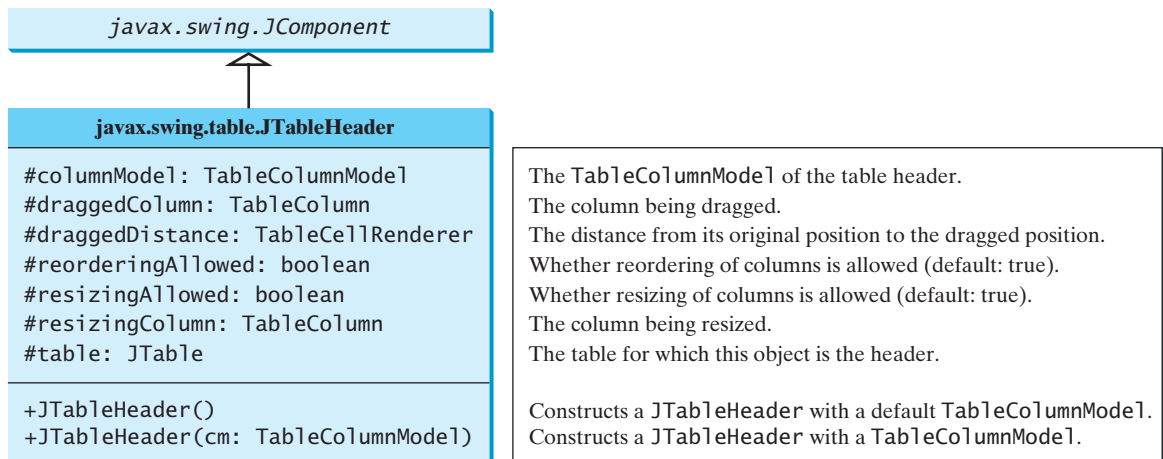 javax.swing.JComponent
javax.swing.table.JTableHeader
#columnModel: TableColumnModel
#draggedColumn: TableColumn
#draggedDistance: TableCellRenderer
#reorderingAllowed: boolean
#resizingAllowed: boolean
#resizingColumn: TableColumn
#table: JTable
+JTableHeader()
+JTableHeader(cm: TableColumnModel)
The TableColumnModel of the table header.
The column being dragged.
The distance from its original position to the dragged position.
Whether reordering of columns is allowed (default: true).
Whether resizing of columns is allowed (default: true).
The column being resized.
The table for which this object is the header.
Constructs a JTableHeader with a default TableColumnModel.
Constructs a JTableHeader with a TableColumnModel.